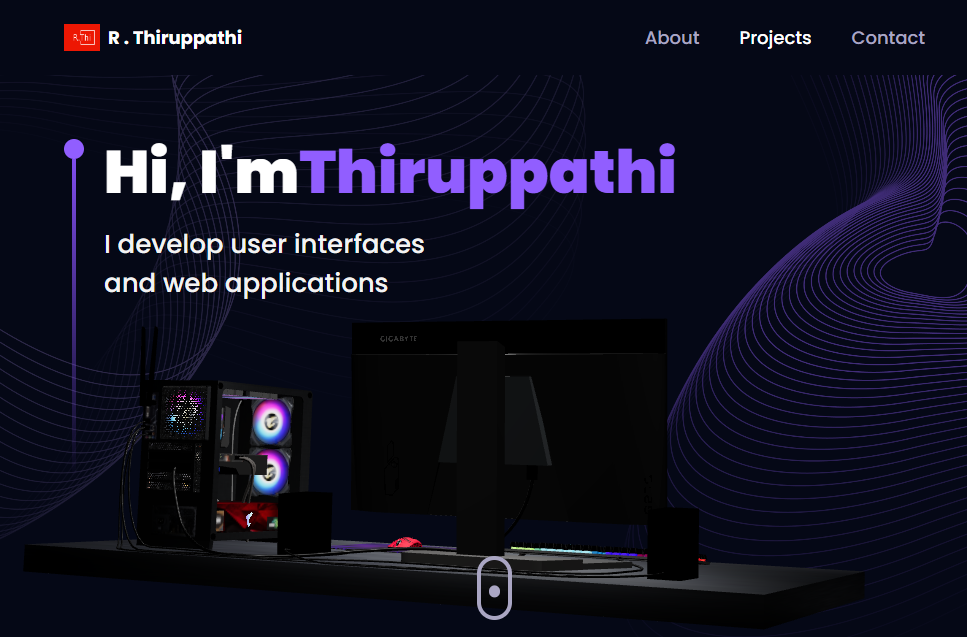 R . Thiruppathi
About
Projects
Contact
Hi, I'mThiruppathi
I develop user interfaces
and web applications
GIGABYTE